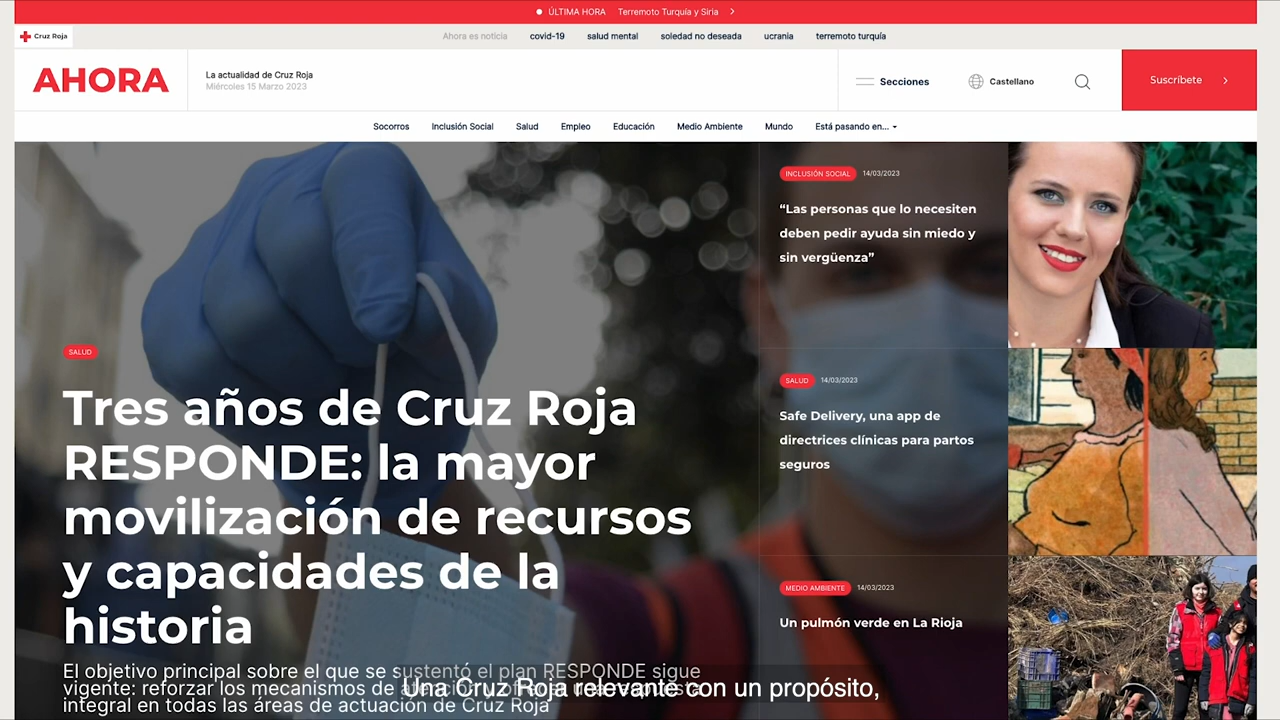 ÚLTIMA HORA Terremoto Turquía y Siria
Cruz Roja
Ahora es noticia covid-19 salud mental soledad no deseada ucrania terremoto turquía
AHORA
La actualidad de Cruz Roja
Miércoles 15 Marzo 2023
Secciones
Castellano
Suscríbete
Socorros Inclusión Social Salud Empleo Educación Medio Ambiente Mundo Está pasando en...
SALUD
Tres años de Cruz Roja
RESPONDE: la mayor
movilización de recursos
y capacidades de la
historia
El objetivo principal sobre el que se sustentó el plan RESPONDE sigue
vigente: reforzar los mecanismos de
integral en todas las áreas de actuación de Cruz Roja
INCLUSIÓN SOCIAL 14/03/2023
“Las personas que lo necesiten
deben pedir ayuda sin miedo y
sin vergüenza”
SALUD 14/03/2023
Safe Delivery, una app de
directrices clínicas para partos
seguros
MEDIO AMBIENTE 14/03/2023
Un pulmón verde en La Rioja
Una Cruz Roja relevante con un propósito,